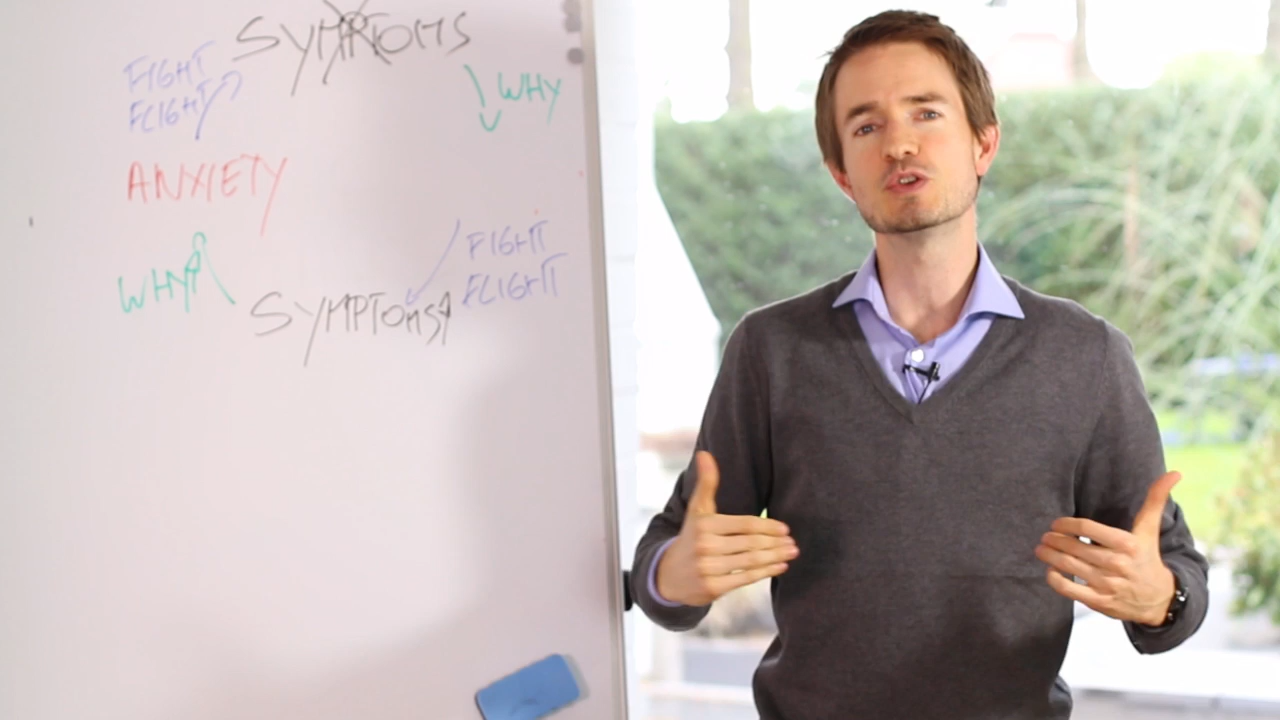 SYMPTOMS
FIGHT
FLIGHT
WHY
ANXIETY
FIGHT
FLIGHT
WHY?
SYMPTOMS